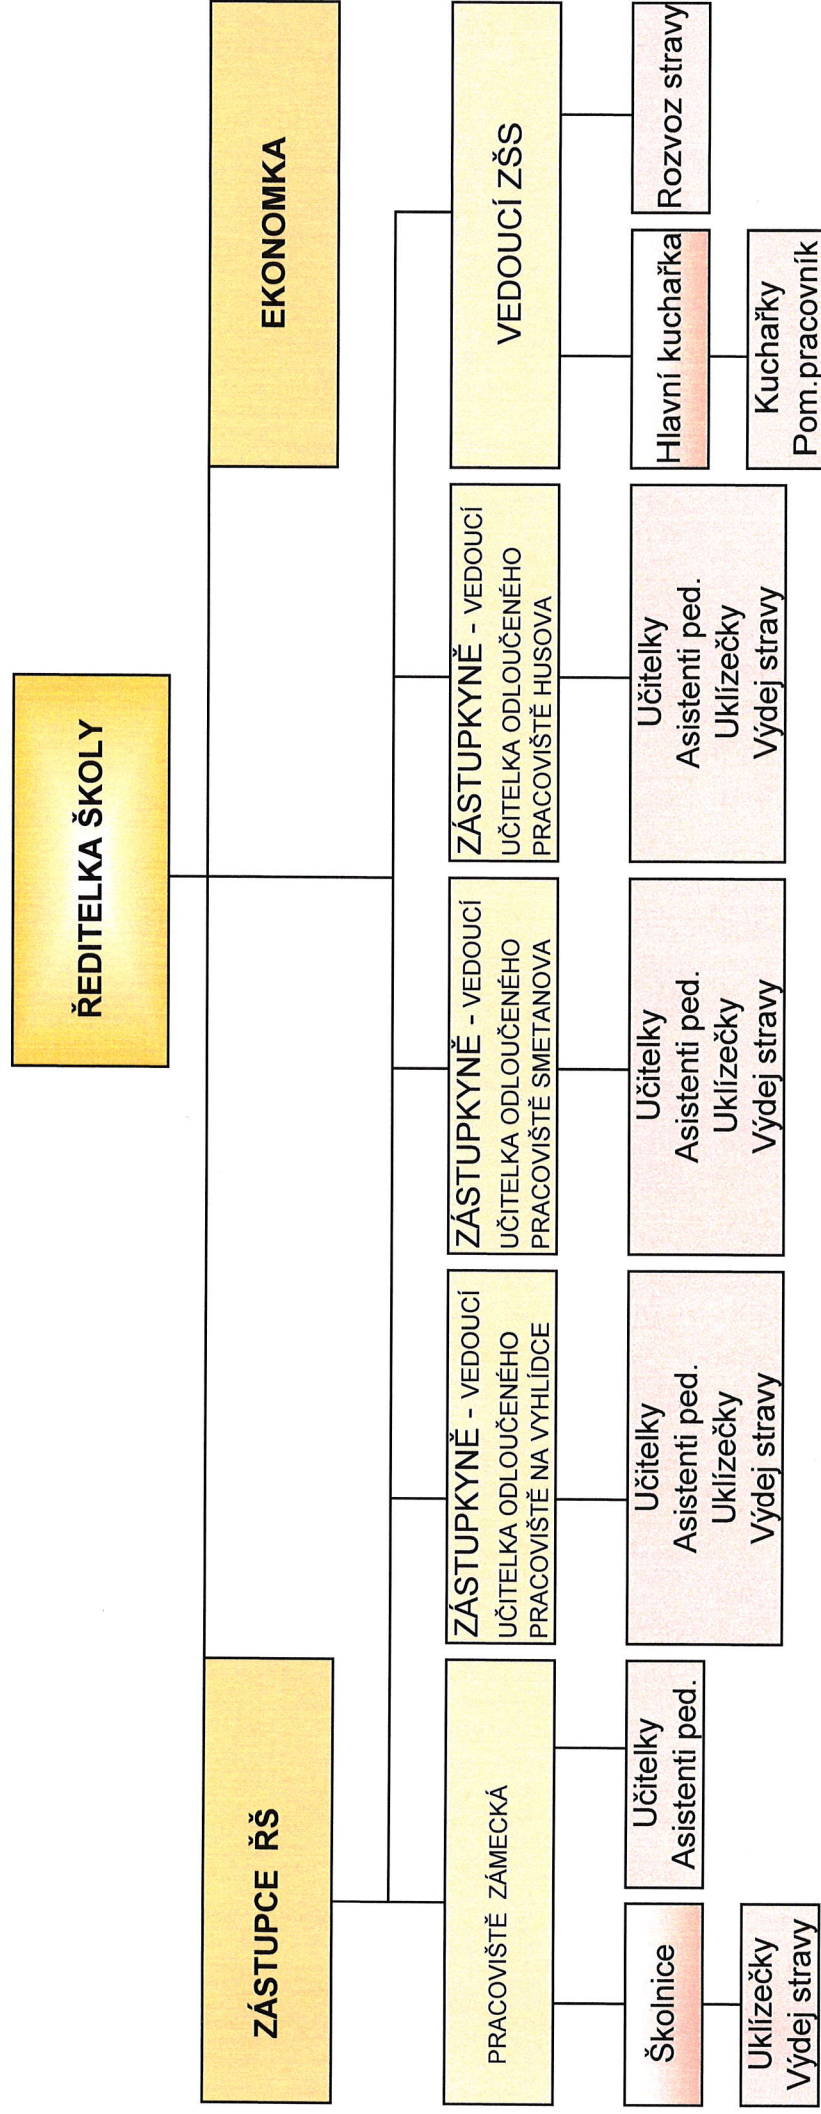 ŘEDITELKA ŠKOLY
ZÁSTUPCE ŘŠ
EKONOMKA
PRACOVIŠTĚ ZÁMECKÁ
ZÁSTUPKYNĚ - VEDOUCÍ
UČITELKA ODLOUČENÉHO
PRACOVIŠTĚ NA VYHLÍDCE
ZÁSTUPKYNĚ - VEDOUCÍ
UČITELKA ODLOUČENÉHO
PRACOVIŠTĚ SMETANOVA
ZÁSTUPKYNĚ - VEDOUCÍ
UČITELKA ODLOUČENÉHO
PRACOVIŠTĚ HUSOVA
VEDOUCÍ ZŠS
Školnice
Učitelky
Asistenti ped.
Učitelky
Asistenti ped.
Uklízečky
Výdej stravy
Učitelky
Asistenti ped.
Uklízečky
Výdej stravy
Učitelky
Asistenti ped.
Uklízečky
Výdej stravy
Hlavní kuchařka
Rozvoz stravy
Uklízečky
Výdej stravy
Kuchařky
Pom.pracovník